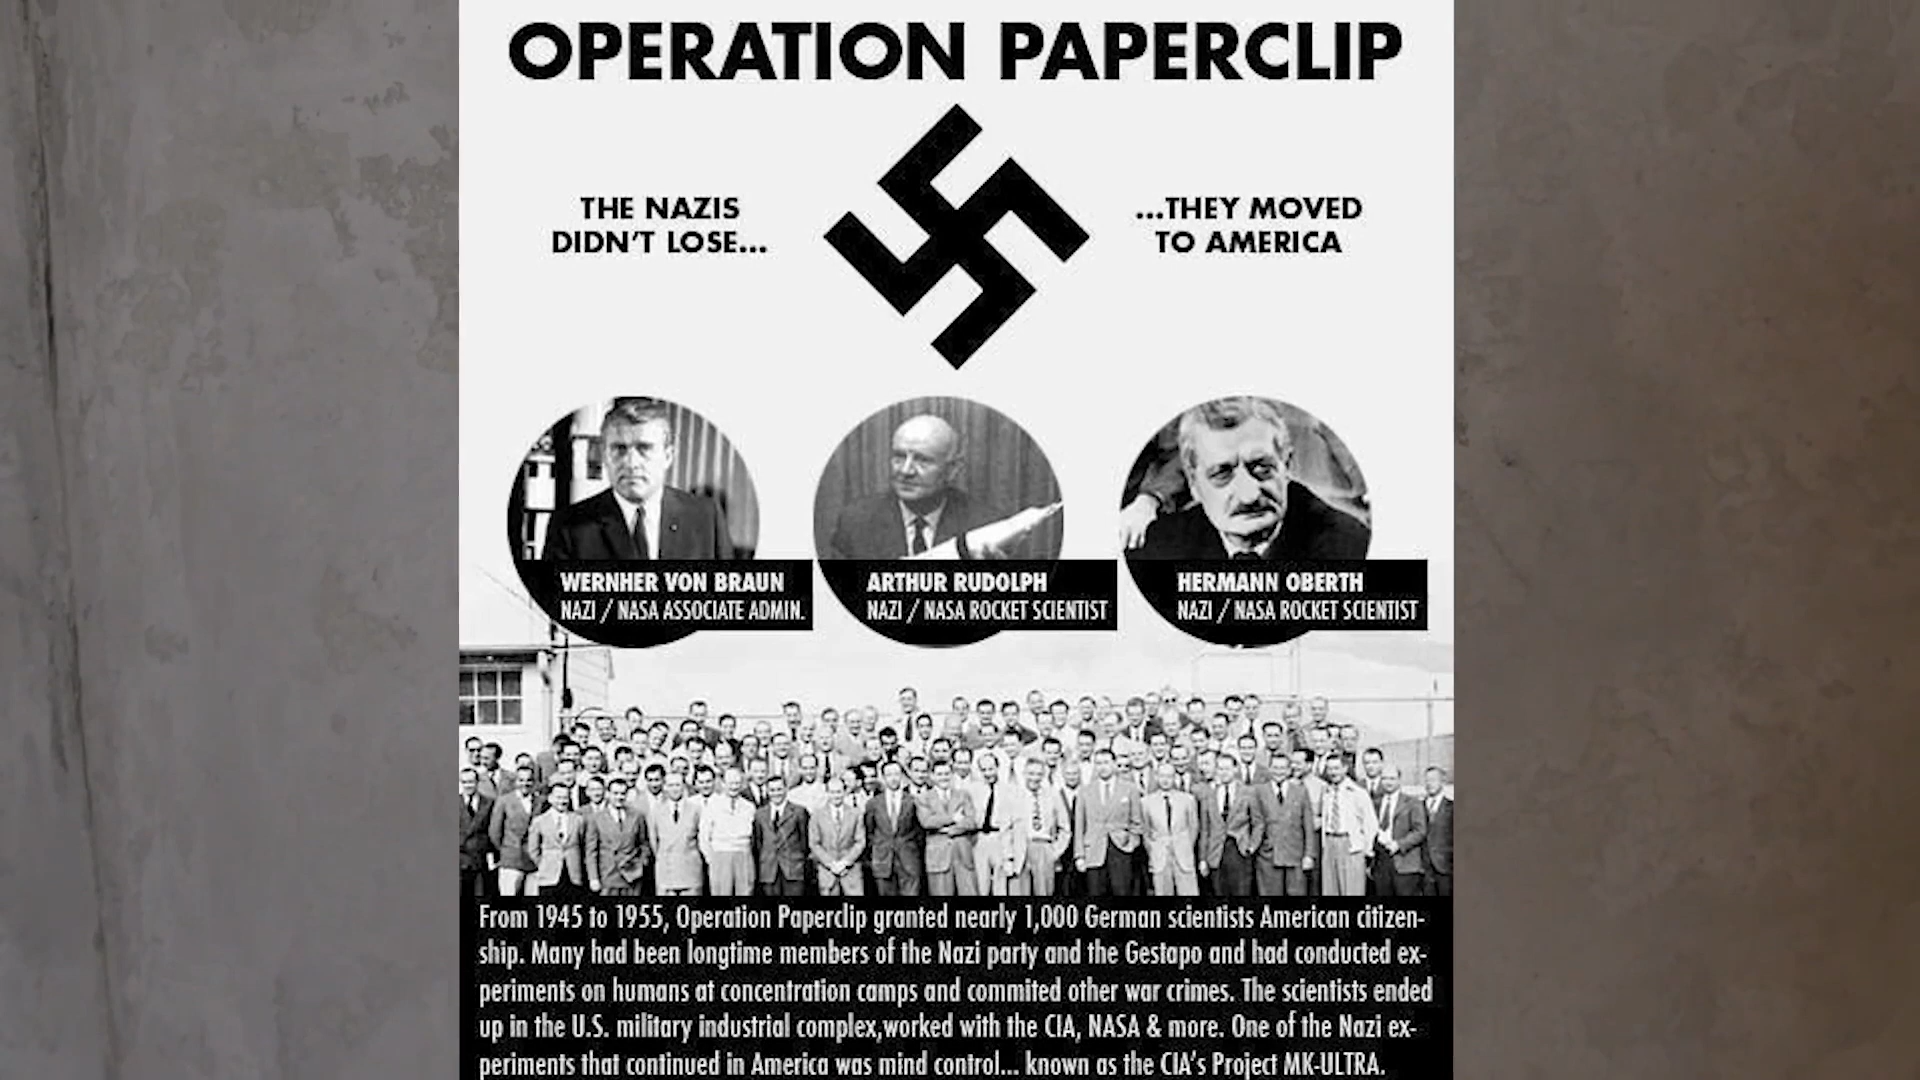 OPERATION PAPERCLIP
THE NAZIS
DIDN'T LOSE...
...THEY MOVED
TO AMERICA
WERNHER VON BRAUN
NAZI / NASA ASSOCIATE ADMIN.
ARTHUR RUDOLPH
NAZI / NASA ROCKET SCIENTIST
HERMANN OBERTH
NAZI / NASA ROCKET SCIENTIST
From 1945 to 1955, Operation Paperclip granted nearly 1,000 German scientists American citizen-
ship. Many had been longtime members of the Nazi party and the Gestapo and had conducted ex-
periments on humans at concentration camps and commited other war crimes. The scientists ended
up in the U.S. military industrial complex,worked with the CIA, NASA & more. One of the Nazi ex-
periments that continued in America was mind control... known as the CIA's Project MK-ULTRA.